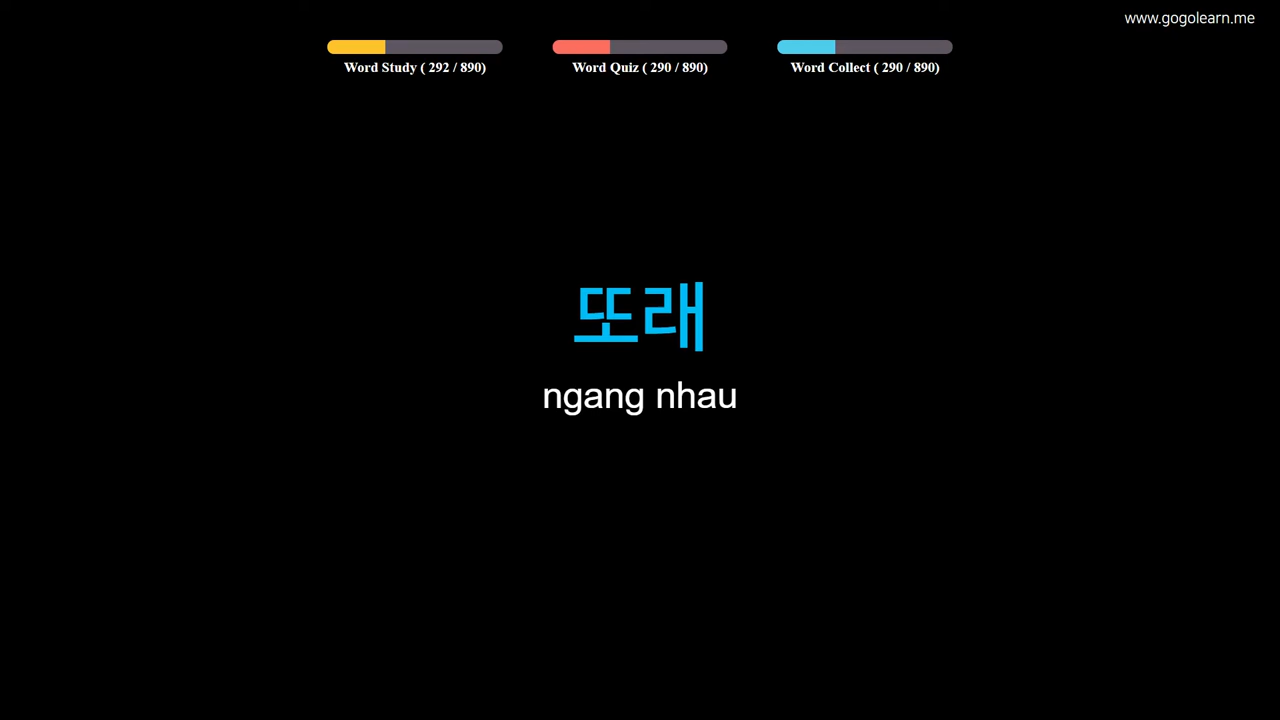 www.gogolearn.me
Word Study ( 292 / 890)
Word Quiz ( 290 / 890)
Word Collect ( 290 / 890)
또래
ngang nhau